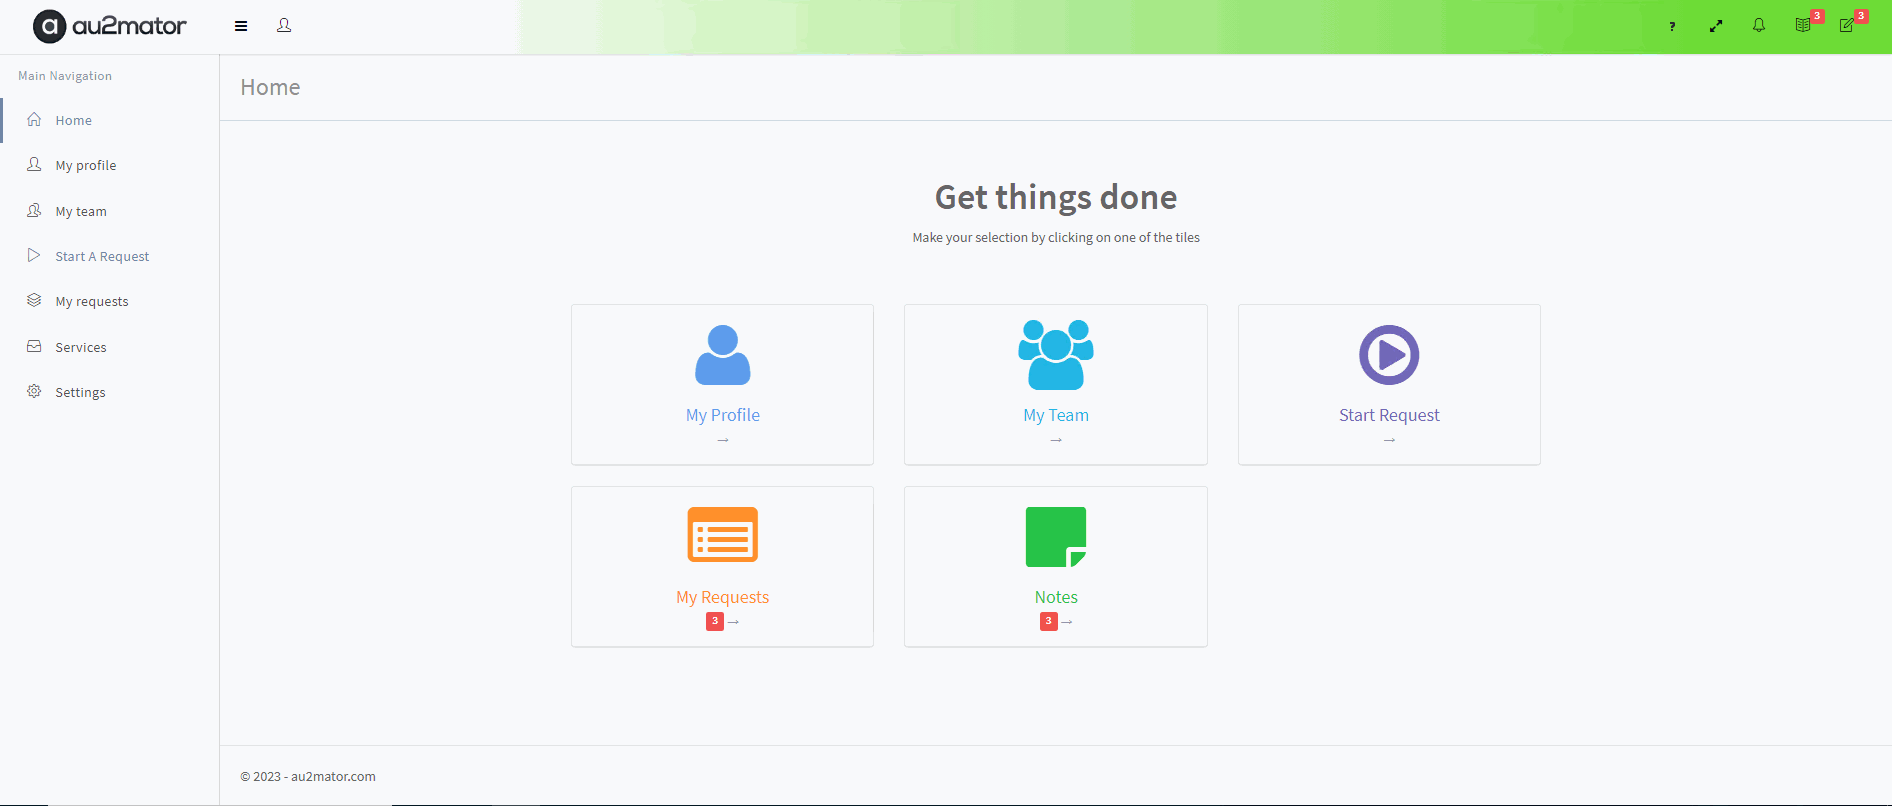 a au2mator
?
3
3
Main Navigation
Home
My profile
My team
Start A Request
My requests
Services
Settings
Home
Get things done
Make your selection by clicking on one of the tiles
My Profile
→
My Team
→
Start Request
→
My Requests
3 →
Notes
3 →
© 2023 - au2mator.com